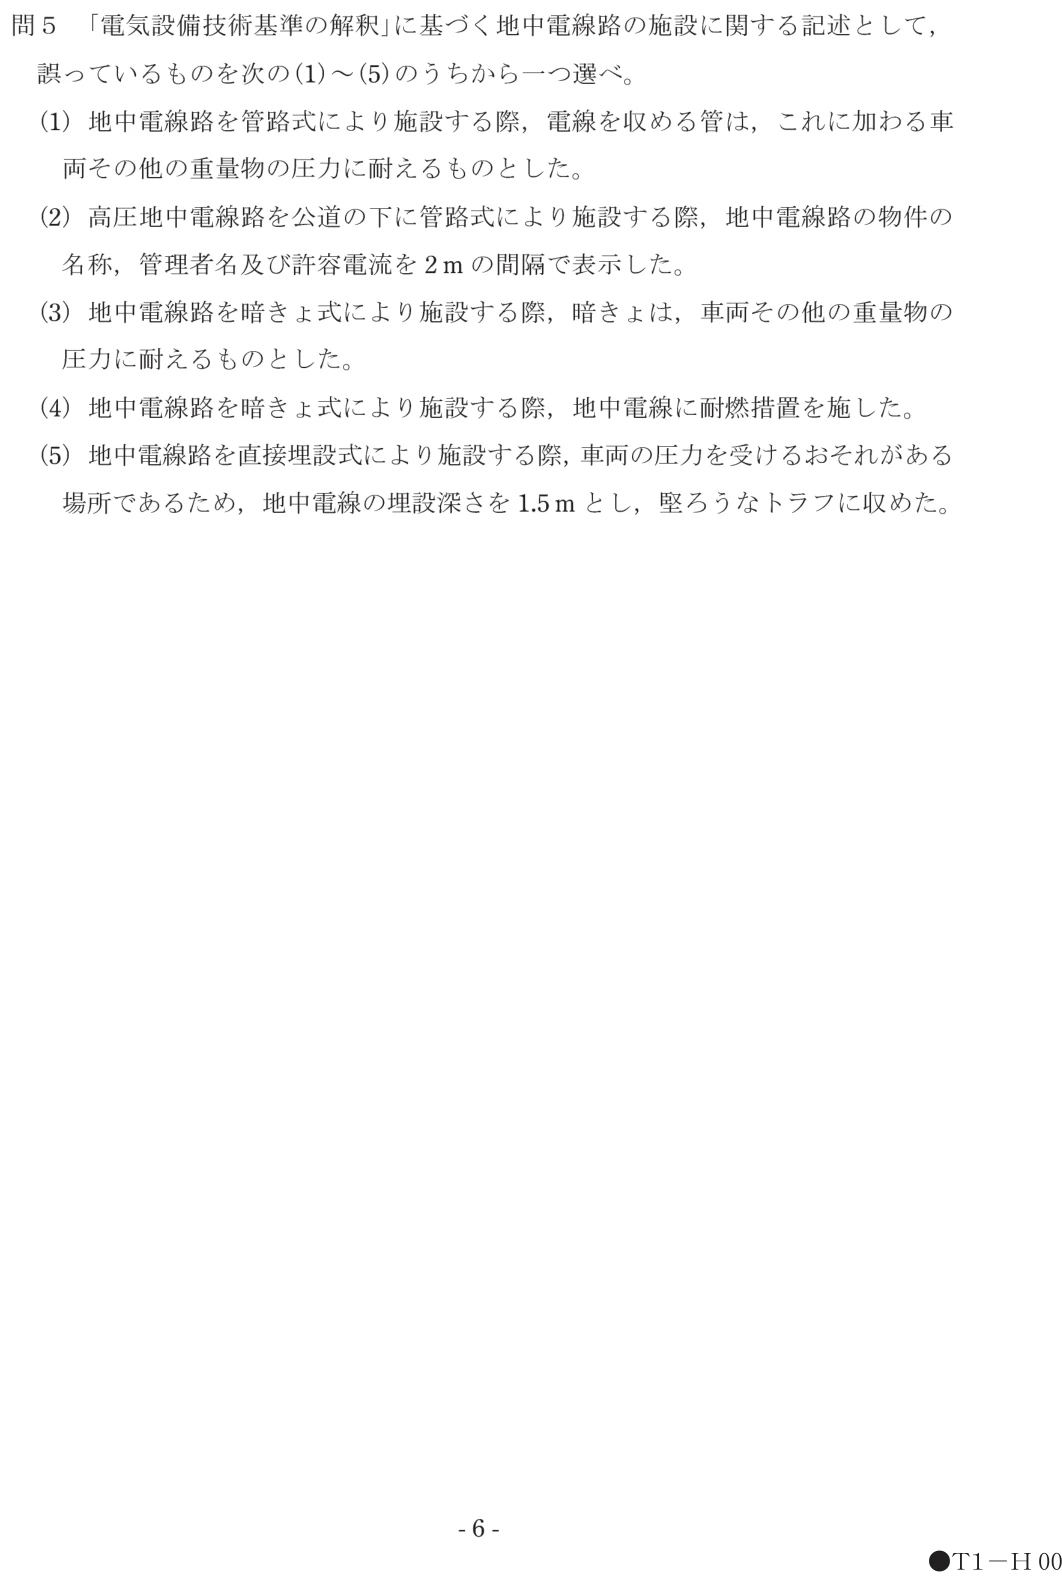 問5 「電気設備技術基準の解釈」に基づく地中電線路の施設に関する記述として，
誤っているものを次の(1)～(5)のうちから一つ選べ。
(1) 地中電線路を管路式により施設する際，電線を収める管は，これに加わる車
両その他の重量物の圧力に耐えるものとした。
(2) 高圧地中電線路を公道の下に管路式により施設する際，地中電線路の物件の
名称，管理者名及び許容電流を2mの間隔で表示した。
(3) 地中電線路を暗きょ式により施設する際，暗きょは，車両その他の重量物の
圧力に耐えるものとした。
(4) 地中電線路を暗きょ式により施設する際，地中電線に耐燃措置を施した。
(5) 地中電線路を直接埋設式により施設する際，車両の圧力を受けるおそれがある
場所であるため，地中電線の埋設深さを1.5mとし，堅ろうなトラフに収めた。
- 6 -
●T1－H 00